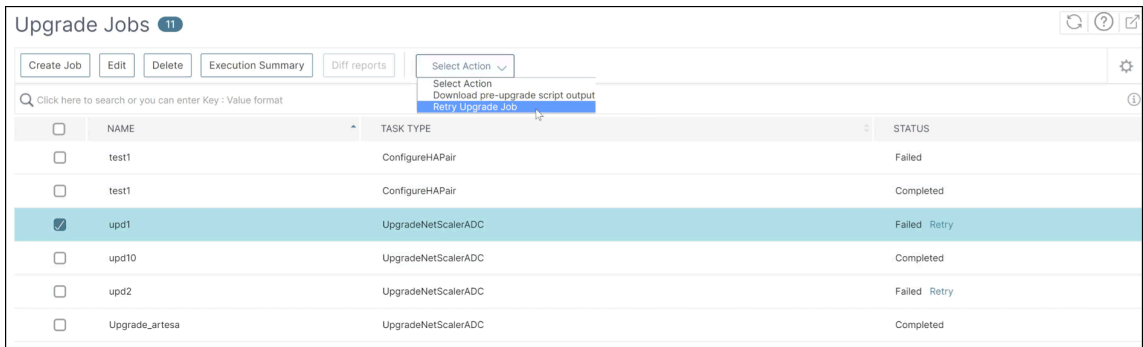 Upgrade Jobs 11
Create Job Edit Delete Execution Summary Diff reports Select Action
Select Action
Download pre-upgrade script output
Retry Upgrade Job
Click here to search or you can enter Key : Value format
NAME TASK TYPE STATUS
test1 ConfigureHAPair Failed
test1 ConfigureHAPair Completed
upd1 UpgradeNetScalerADC Failed Retry
upd10 UpgradeNetScalerADC Completed
upd2 UpgradeNetScalerADC Failed Retry
Upgrade_artesa UpgradeNetScalerADC Completed